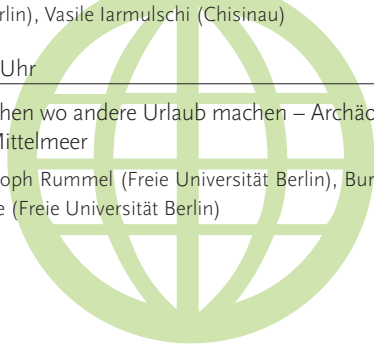 rlin), Vasile Iarmulschi (Chisinau)
Uhr
hen wo andere Urlaub machen – Archäo
Mittelmeer
oph Rummel (Freie Universität Berlin), Bur
e (Freie Universität Berlin)